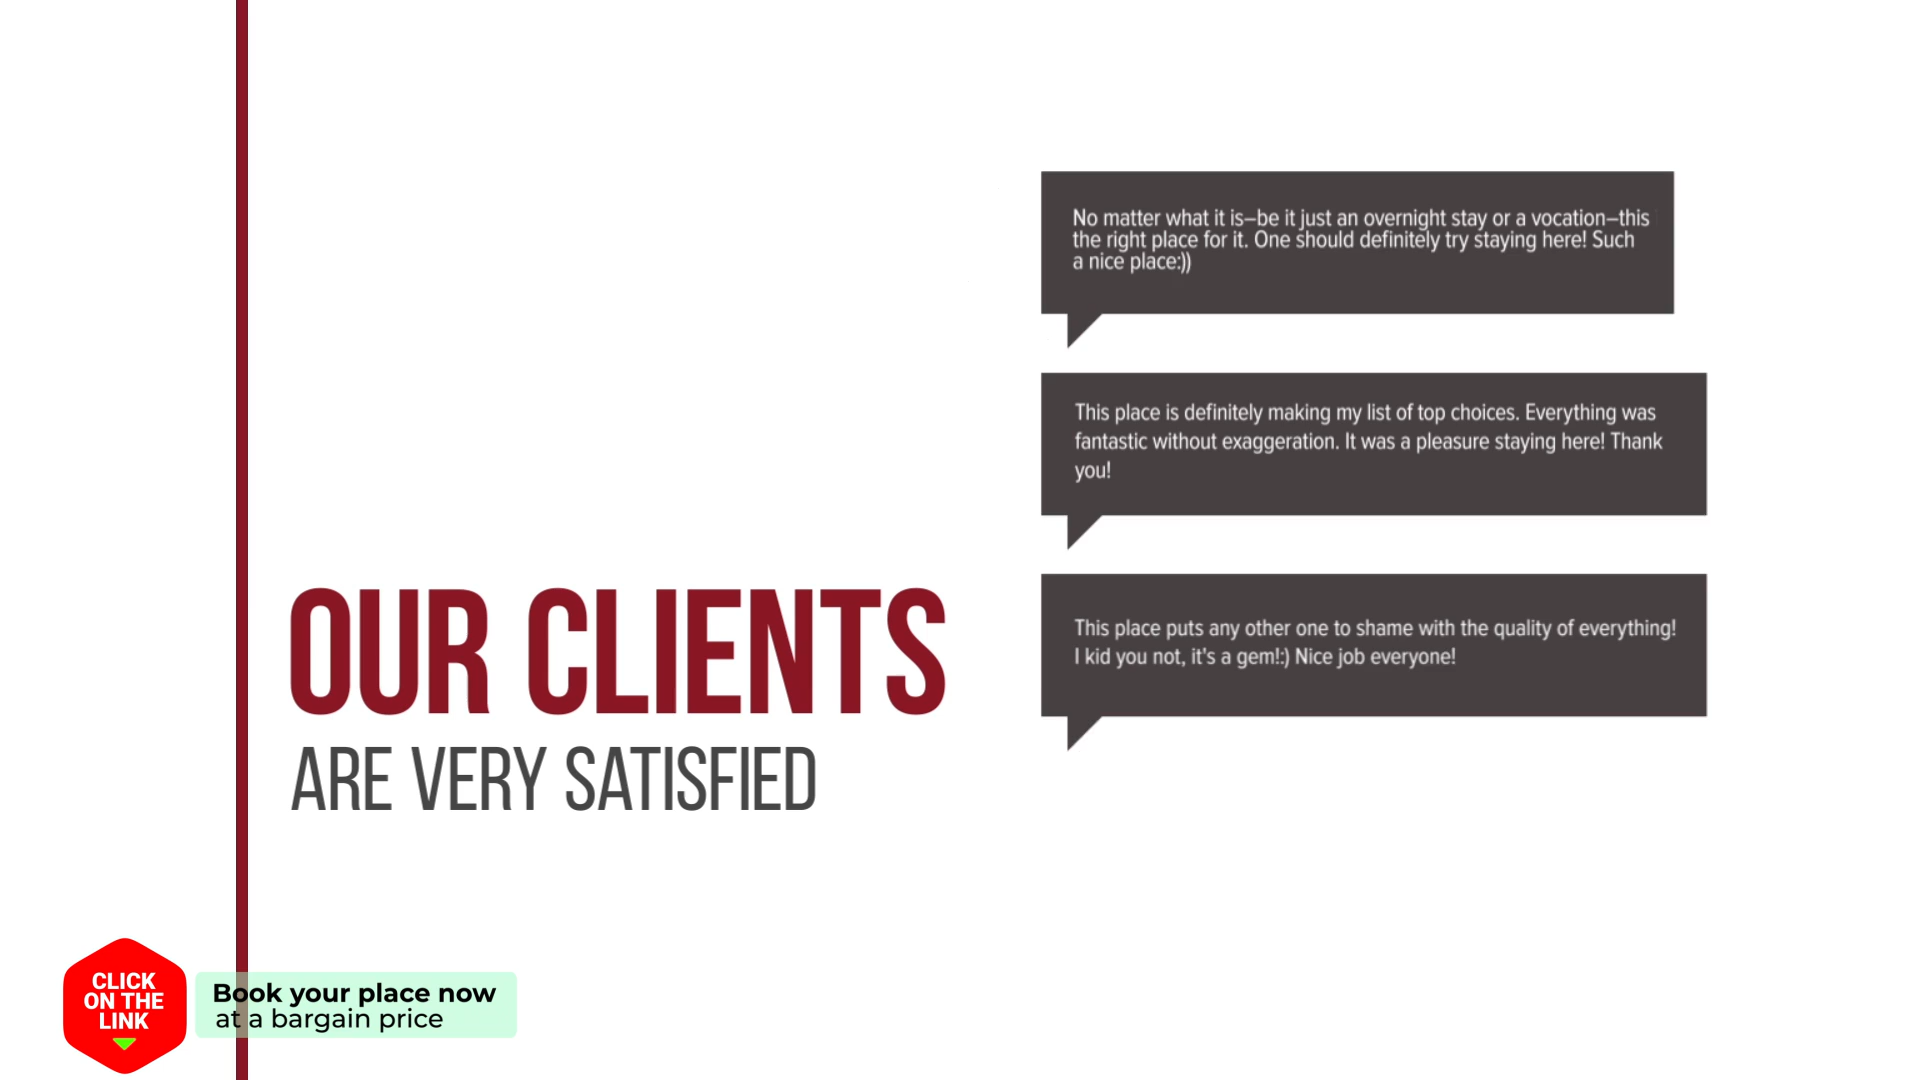 No matter what it is–be it just an overnight stay or a vocation–this
the right place for it. One should definitely try staying here! Such
a nice place:))
This place is definitely making my list of top choices. Everything was
fantastic without exaggeration. It was a pleasure staying here! Thank
you!
This place puts any other one to shame with the quality of everything!
I kid you not, it's a gem!:) Nice job everyone!
OUR CLIENTS
ARE VERY SATISFIED
CLICK
ON THE
LINK
Book your place now
at a bargain price